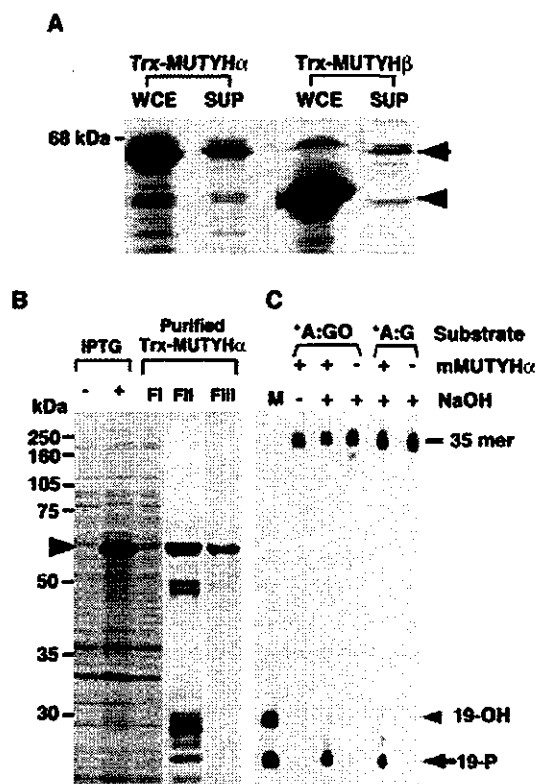 A
Trx-MUTYHα Trx-MUTYHβ
WCE SUP WCE SUP
68 kDa
B C
Purified
IPTG Trx-MUTYHα
- + FI FII FIII
kDa
250
160
105
75
50
35
30
*A:GO *A:G Substrate
+ + - + - mMUTYHα
M - + + + + NaOH
35 mer
19-OH
19-P